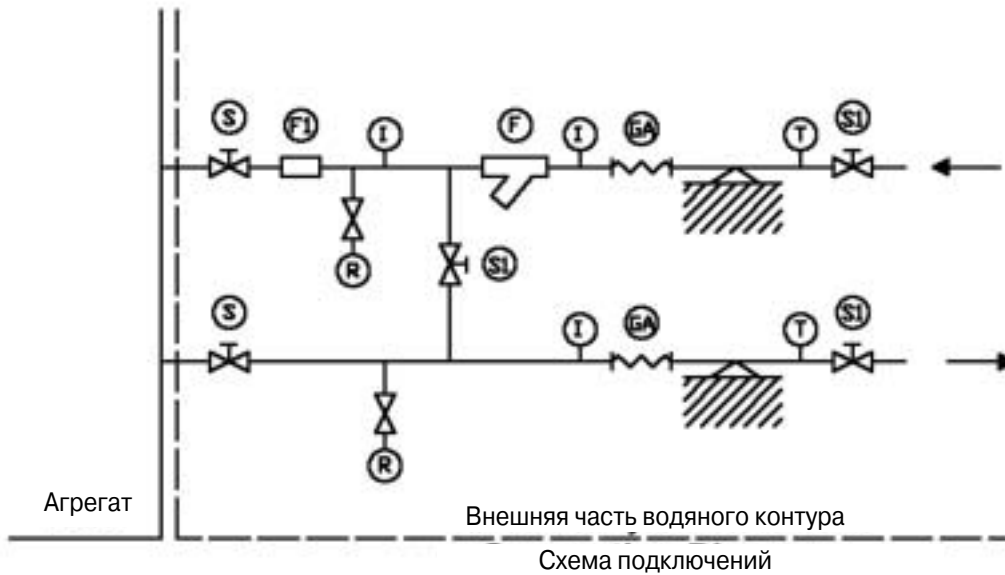 S F1 I F I GA T S1
R S1
S I GA T S1
R
Агрегат
Внешняя часть водяного контура
Схема подключений